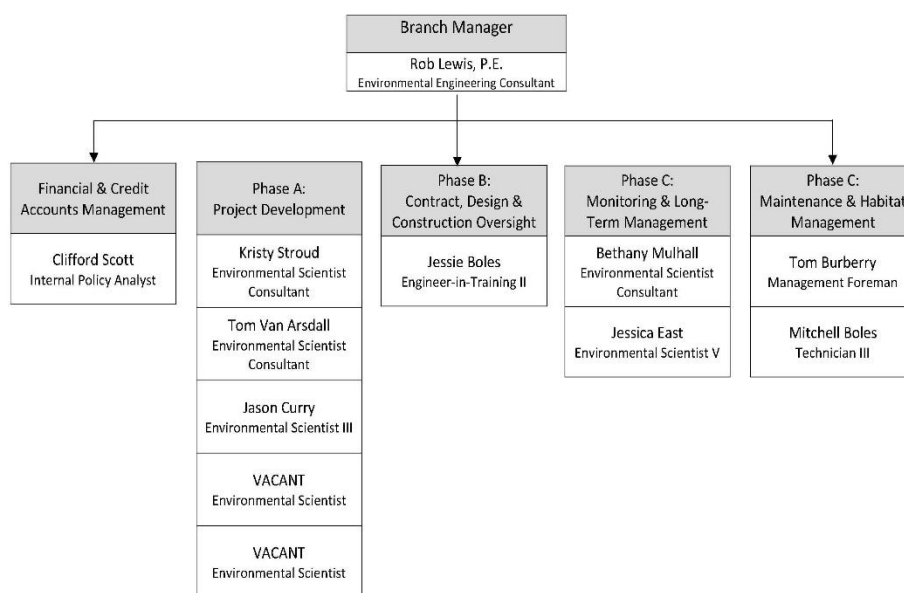 Branch Manager
Rob Lewis, P.E.
Environmental Engineering Consultant
Financial & Credit
Accounts Management
Clifford Scott
Internal Policy Analyst
Phase A:
Project Development
Kristy Stroud
Environmental Scientist
Consultant
Tom Van Arsdall
Environmental Scientist
Consultant
Jason Curry
Environmental Scientist III
VACANT
Environmental Scientist
VACANT
Environmental Scientist
Phase B:
Contract, Design &
Construction Oversight
Jessie Boles
Engineer-in-Training II
Phase C:
Monitoring & Long-
Term Management
Bethany Mulhall
Environmental Scientist
Consultant
Jessica East
Environmental Scientist V
Phase C:
Maintenance & Habitat
Management
Tom Burberry
Management Foreman
Mitchell Boles
Technician III